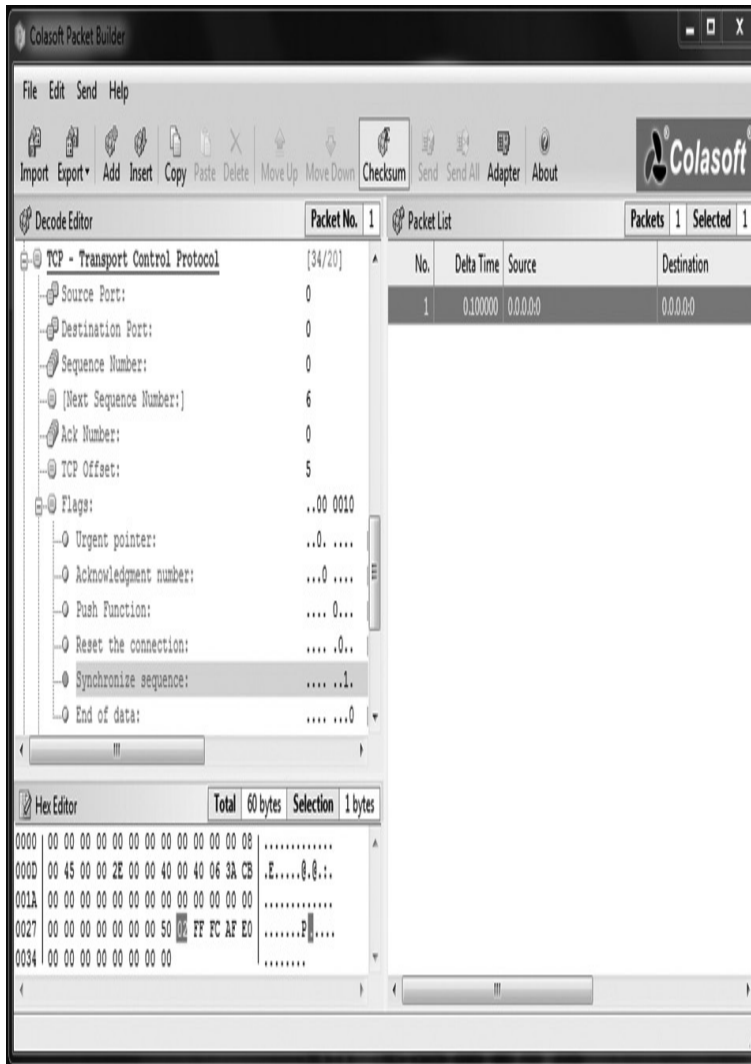 Colasoft Packet Builder
File Edit Send Help
Import Export Add Insert Copy Paste Delete Move Up Move Down Checksum Send Send All Adapter About
Colasoft
Decode Editor Packet No. 1
TCP - Transport Control Protocol [34/20]
Source Port: 0
Destination Port: 0
Sequence Number: 0
[Next Sequence Number:] 6
Ack Number: 0
TCP Offset: 5
Flags: ..00 0010
Urgent pointer: ..0. ....
Acknowledgment number: ...0 ....
Push Function: .... 0...
Reset the connection: .... .0..
Synchronize sequence: .... ..1.
End of data: .... ...0
Packet List Packets 1 Selected 1
No. Delta Time Source Destination
1 0.100000 0.0.0.0:0 0.0.0.0:0
Hex Editor Total 60 bytes Selection 1 bytes
0000 00 00 00 00 00 00 00 00 00 00 00 00 08 .............
000D 00 45 00 00 2E 00 00 40 00 40 06 3A CB .E.....@.@.:.
001A 00 00 00 00 00 00 00 00 00 00 00 00 00 .............
0027 00 00 00 00 00 00 00 50 02 FF FC AF E0 .......P.....
0034 00 00 00 00 00 00 00 00 ........